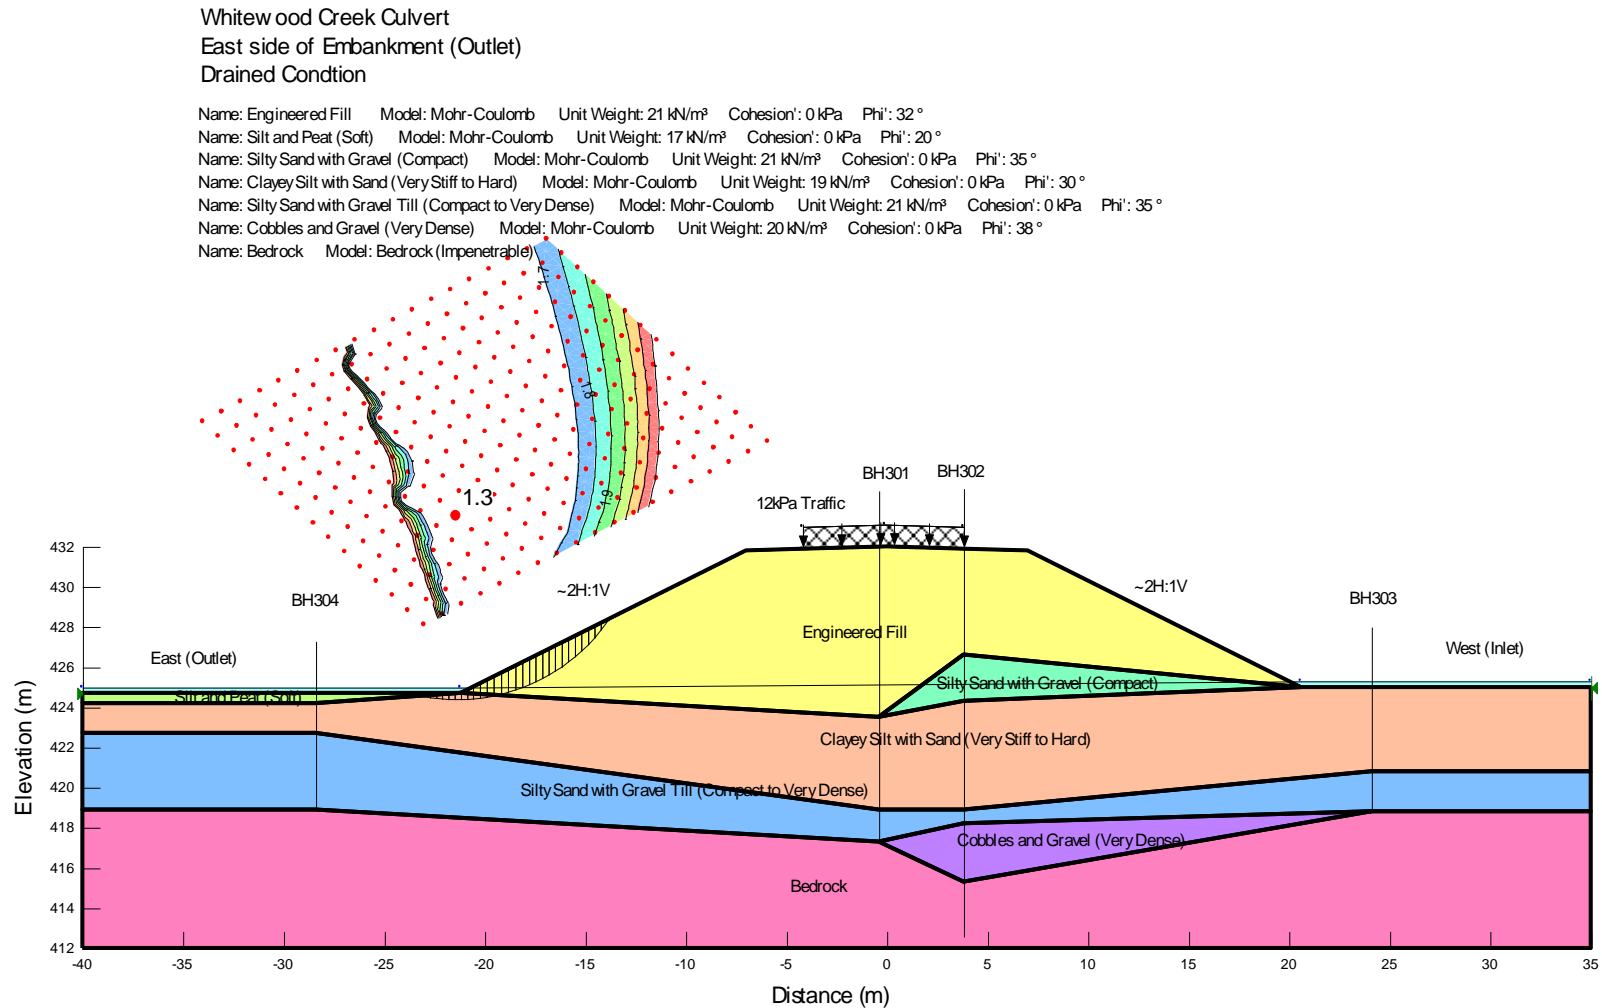 Whitewood Creek Culvert
East side of Embankment (Outlet)
Drained Condtion
Name: Engineered Fill Model: Mohr-Coulomb Unit Weight: 21 kN/m³ Cohesion': 0 kPa Phi': 32 °
Name: Silt and Peat (Soft) Model: Mohr-Coulomb Unit Weight: 17 kN/m³ Cohesion': 0 kPa Phi': 20 °
Name: Silty Sand with Gravel (Compact) Model: Mohr-Coulomb Unit Weight: 21 kN/m³ Cohesion': 0 kPa Phi': 35 °
Name: Clayey Silt with Sand (Very Stiff to Hard) Model: Mohr-Coulomb Unit Weight: 19 kN/m³ Cohesion': 0 kPa Phi': 30 °
Name: Silty Sand with Gravel Till (Compact to Very Dense) Model: Mohr-Coulomb Unit Weight: 21 kN/m³ Cohesion': 0 kPa Phi': 35 °
Name: Cobbles and Gravel (Very Dense) Model: Mohr-Coulomb Unit Weight: 20 kN/m³ Cohesion': 0 kPa Phi': 38 °
Name: Bedrock Model: Bedrock (Impenetrable)
1.7
1.8
1.9
1.3
BH301
BH302
12kPa Traffic
~2H:1V
~2H:1V
BH304
BH303
East (Outlet)
West (Inlet)
Engineered Fill
Silt and Peat (Soft)
Silty Sand with Gravel (Compact)
Clayey Silt with Sand (Very Stiff to Hard)
Silty Sand with Gravel Till (Compact to Very Dense)
Cobbles and Gravel (Very Dense)
Bedrock
Elevation (m)
432
430
428
426
424
422
420
418
416
414
412
-40 -35 -30 -25 -20 -15 -10 -5 0 5 10 15 20 25 30 35
Distance (m)